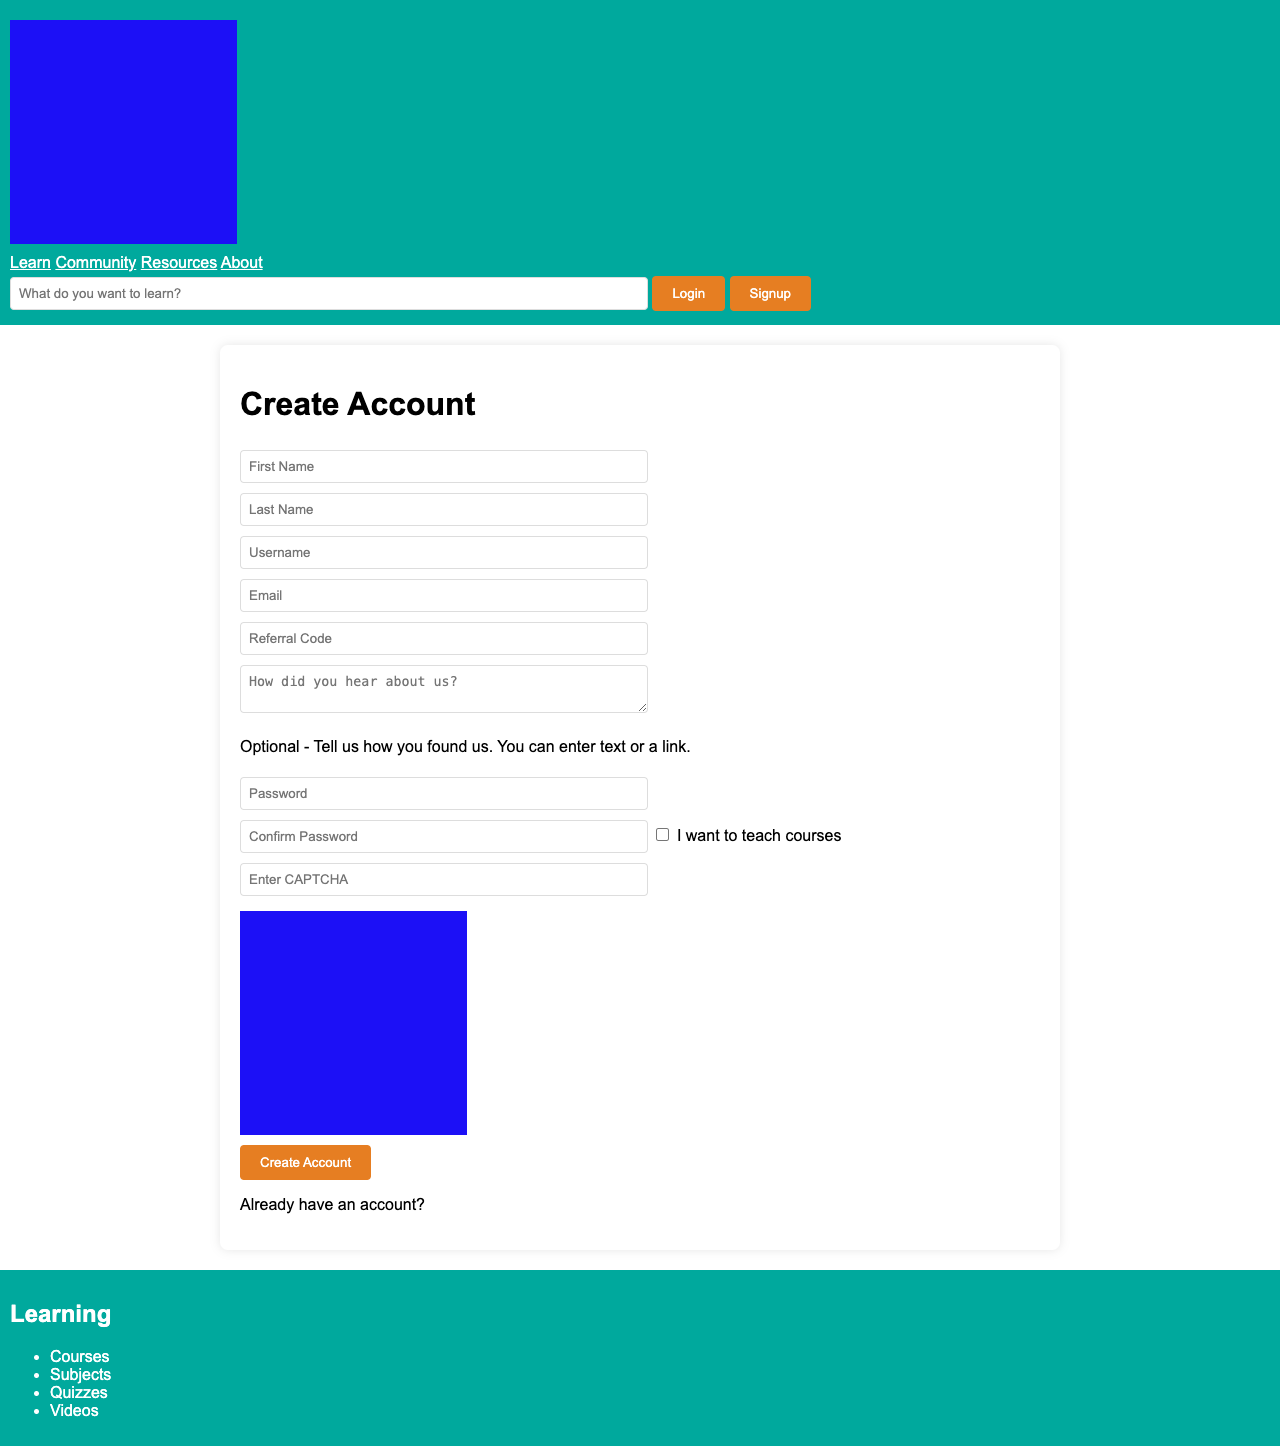 Learn Community Resources About
What do you want to learn? Login Signup
Create Account
First Name
Last Name
Username
Email
Referral Code
How did you hear about us?
Optional - Tell us how you found us. You can enter text or a link.
Password
Confirm Password I want to teach courses
Enter CAPTCHA
Create Account
Already have an account?
Learning
Courses
Subjects
Quizzes
Videos